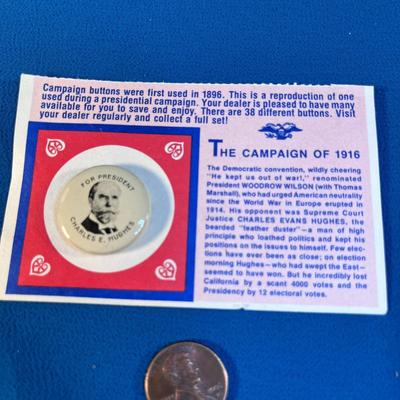 Campaign buttons were first used in 1896. This is a reproduction of one
used during a presidential campaign. Your dealer is pleased to have many
available for you to save and enjoy. There are 38 different buttons. Visit
your dealer regularly and collect a full set!
FOR PRESIDENT
CHARLES E. HUGHES
THE CAMPAIGN OF 1916
The Democratic convention, wildly cheering
"He kept us out of war!," renominated
President WOODROW WILSON (with Thomas
Marshall), who had urged American neutrality
since the World War in Europe erupted in
1914. His opponent was Supreme Court
Justice CHARLES EVANS HUGHES, the
bearded "feather duster"—a man of high
principle who loathed politics and kept his
positions on the issues to himself. Few elec-
tions have ever been as close; on election
morning Hughes—who had swept the East—
seemed to have won. But he incredibly lost
California by a scant 4000 votes and the
Presidency by 12 electoral votes.